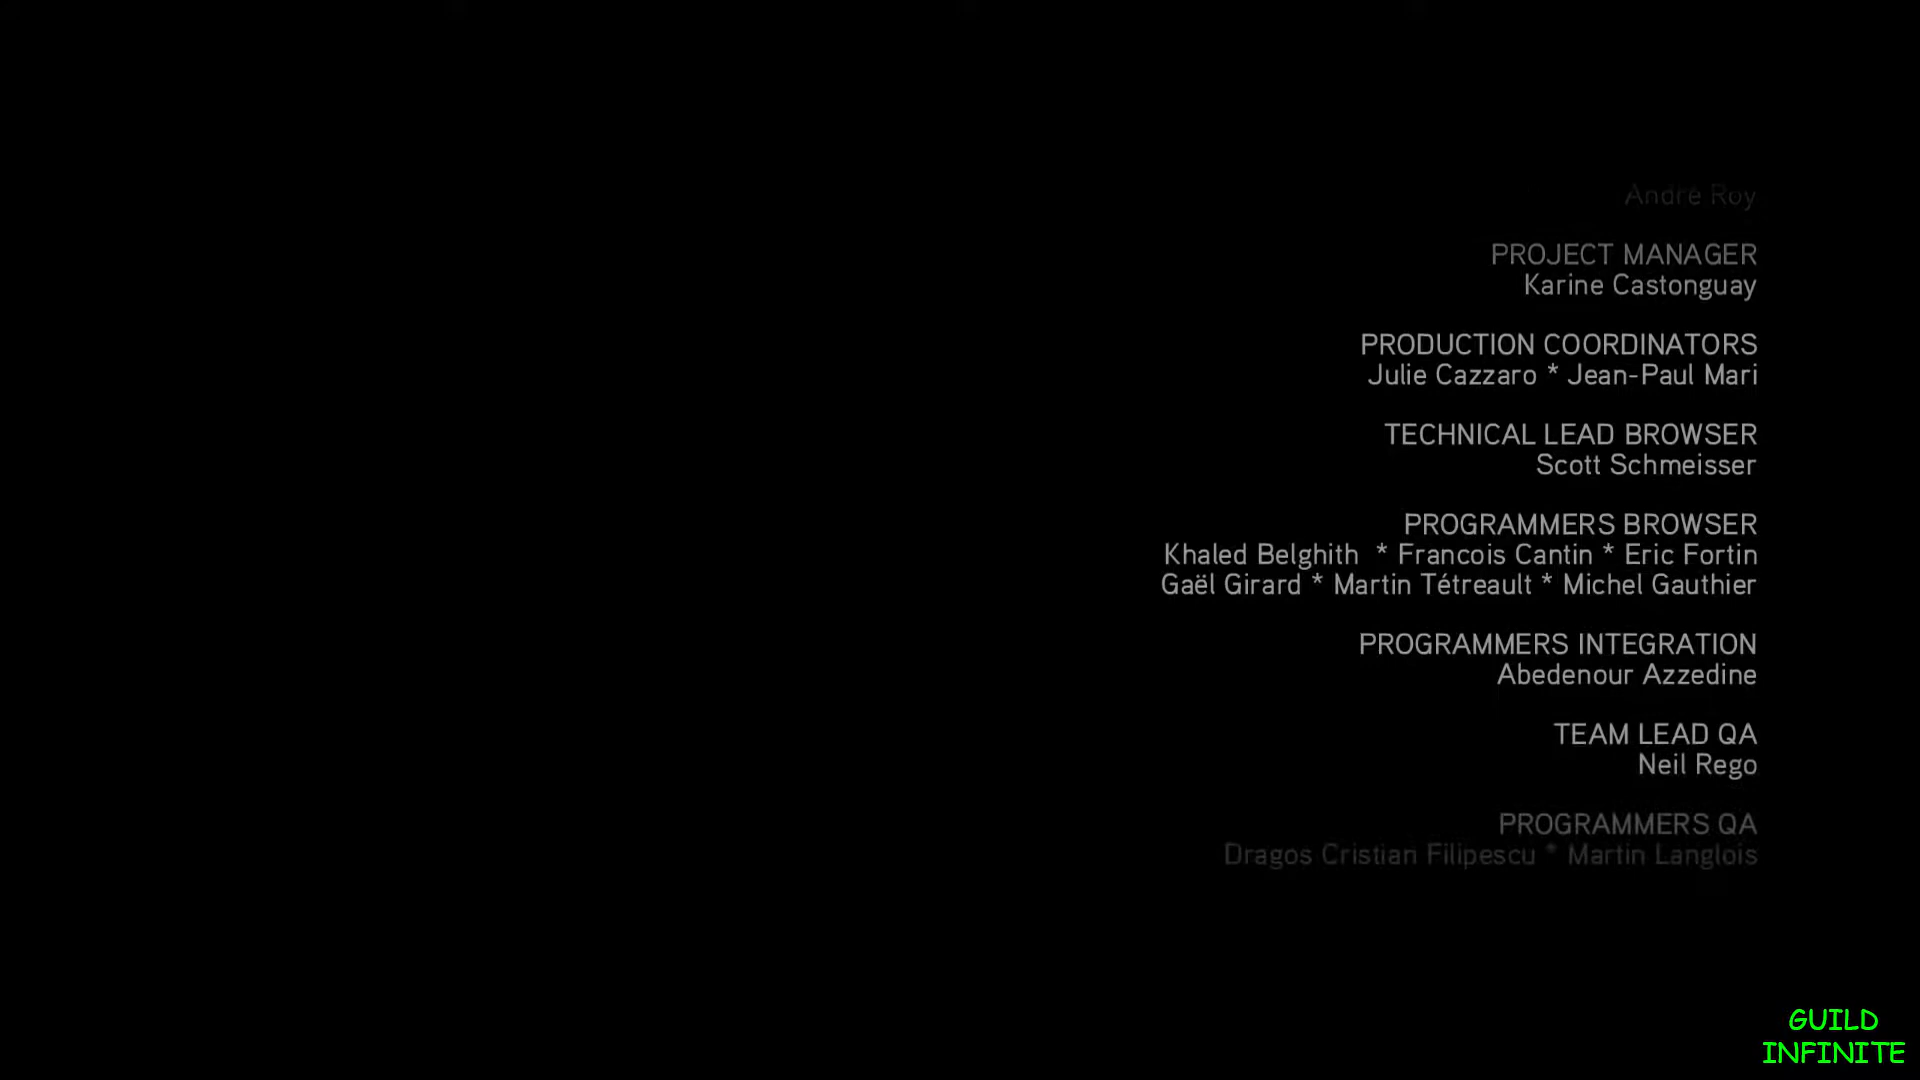 André Roy
PROJECT MANAGER
Karine Castonguay
PRODUCTION COORDINATORS
Julie Cazzaro * Jean-Paul Mari
TECHNICAL LEAD BROWSER
Scott Schmeisser
PROGRAMMERS BROWSER
Khaled Belghith * Francois Cantin * Eric Fortin
Gaël Girard * Martin Tétreault * Michel Gauthier
PROGRAMMERS INTEGRATION
Abedenour Azzedine
TEAM LEAD QA
Neil Rego
PROGRAMMERS QA
Dragos Cristian Filipescu * Martin Langlois
GUILD
INFINITE